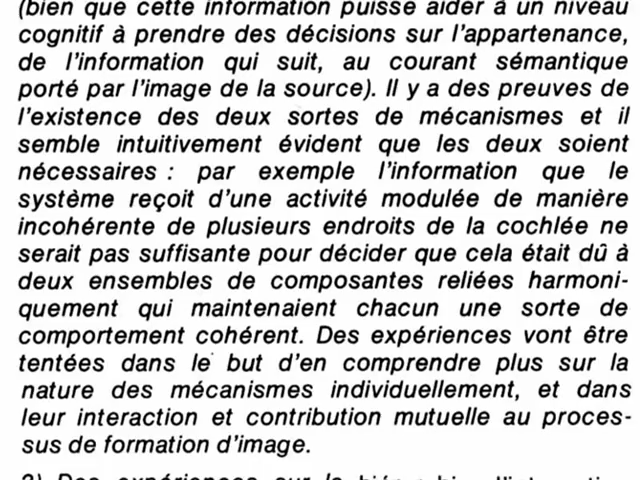 (bien que cette information puisse aider à un niveau
cognitif à prendre des décisions sur l'appartenance,
de l'information qui suit, au courant sémantique
porté par l'image de la source). Il y a des preuves de
l'existence des deux sortes de mécanismes et il
semble intuitivement évident que les deux soient
nécessaires : par exemple l'information que le
système reçoit d'une activité modulée de manière
incohérente de plusieurs endroits de la cochlée ne
serait pas suffisante pour décider que cela était dû à
deux ensembles de composantes reliées harmoni-
quement qui maintenaient chacun une sorte de
comportement cohérent. Des expériences vont être
tentées dans le but d'en comprendre plus sur la
nature des mécanismes individuellement, et dans
leur interaction et contribution mutuelle au proces-
sus de formation d'image.
Des expériences sur la